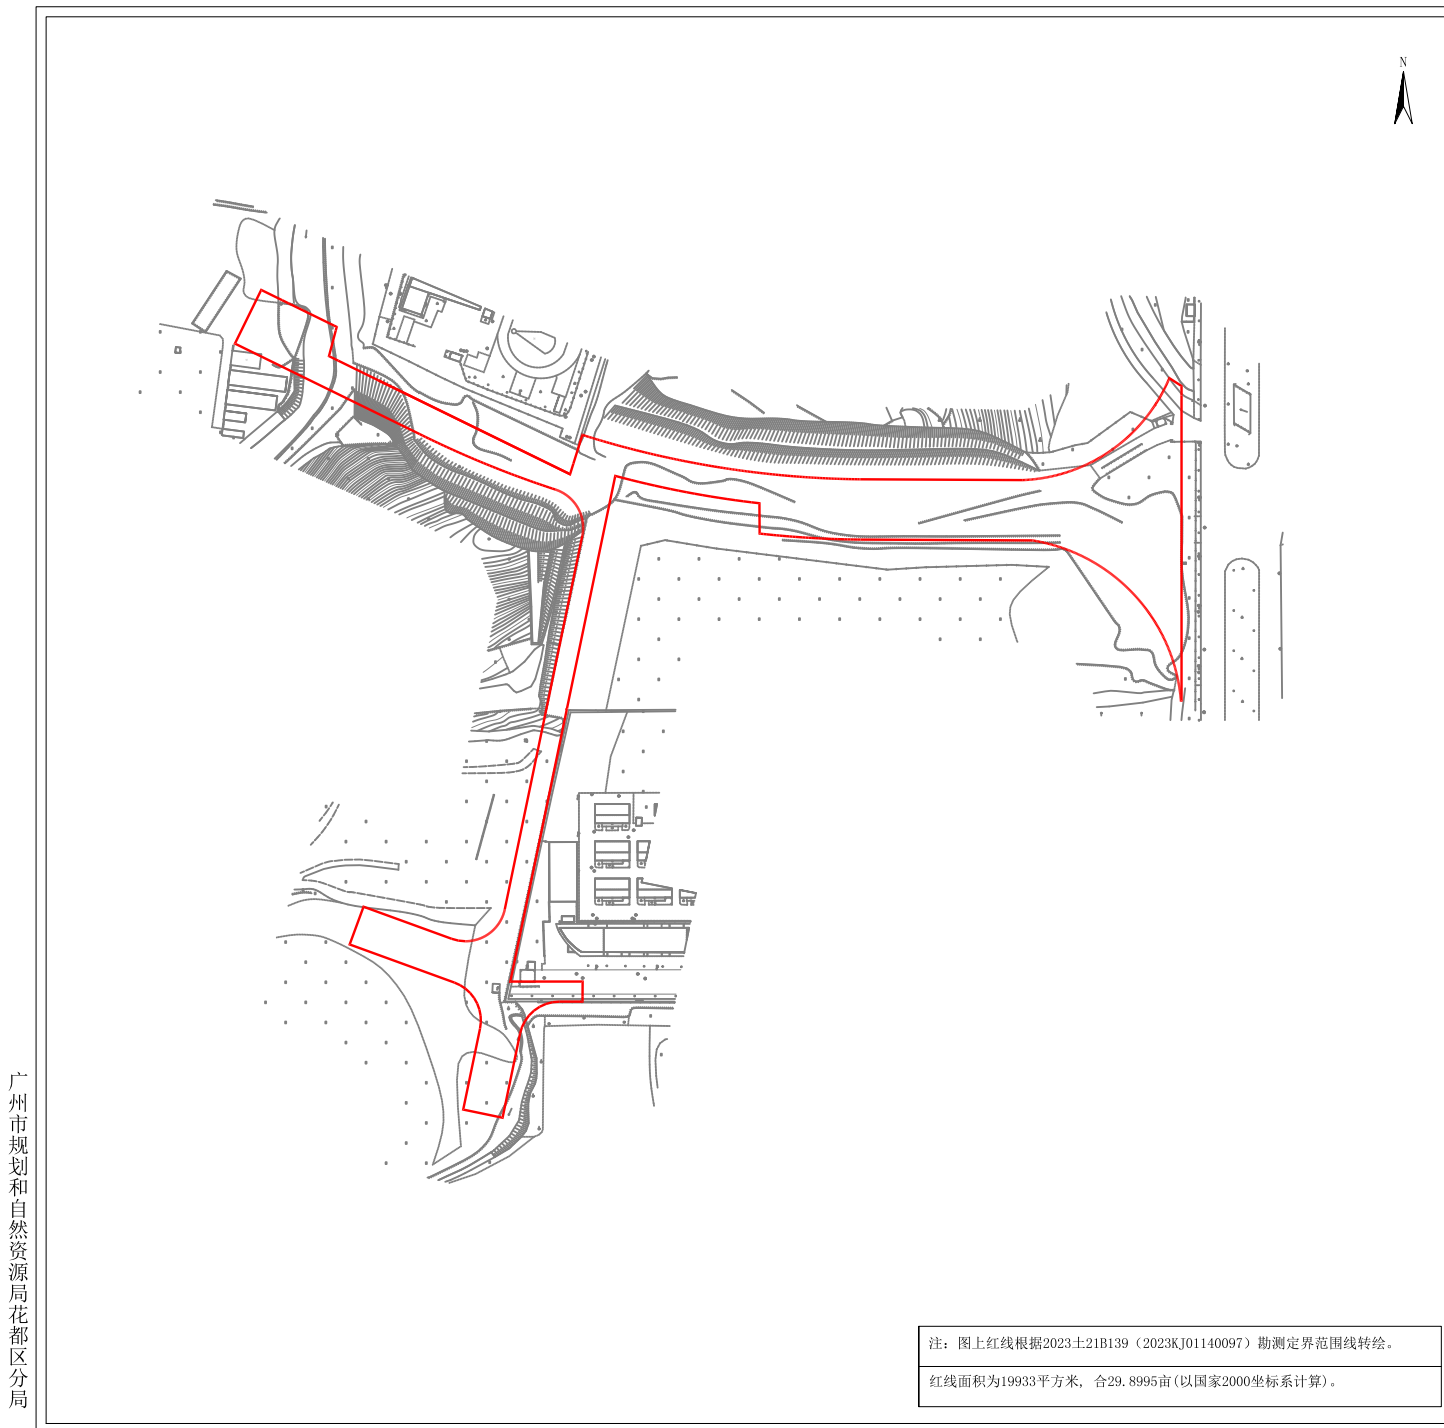 N
广州市规划和自然资源局花都区分局
注：图上红线根据2023土21B139（2023KJ01140097）勘测定界范围线转绘。
红线面积为19933平方米, 合29.8995亩(以国家2000坐标系计算)。